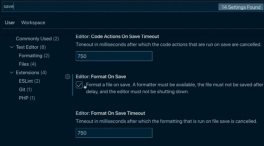 save
54 Settings Found
User Workspace
Commonly Used (2)
Text Editor (8)
Formatting (2)
Files (4)
Extensions (4)
ESLint (2)
Git (1)
PHP (1)
Editor: Code Actions On Save Timeout
Timeout in milliseconds after which the code actions that are run on save are cancelled.
750
Editor: Format On Save
Format a file on save. A formatter must be available, the file must not be saved after
delay, and the editor must not be shutting down.
Editor: Format On Save Timeout
Timeout in milliseconds after which the formatting that is run on file save is cancelled.
750